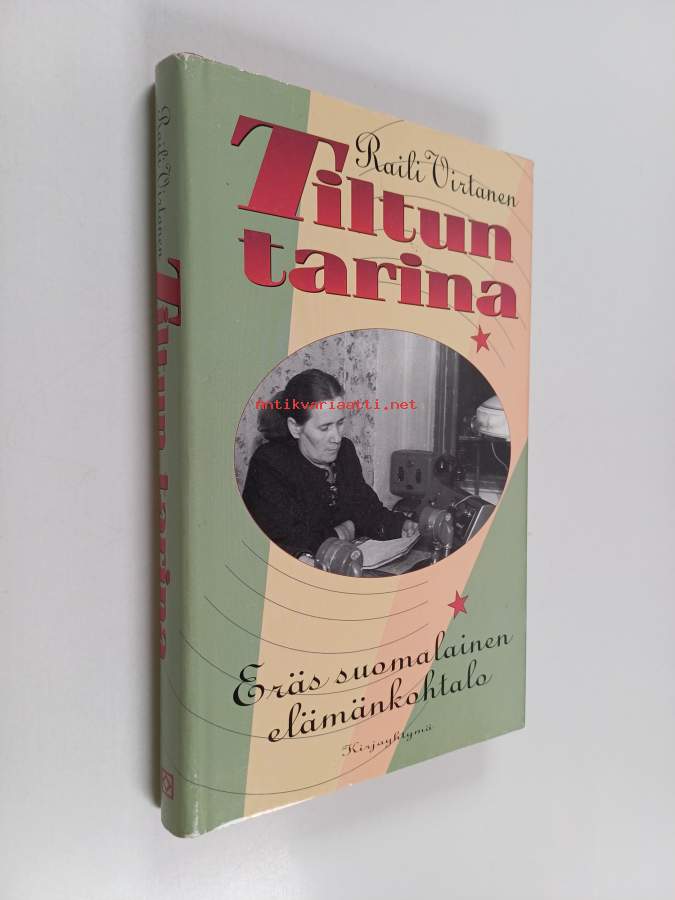 Raili Virtanen
Tiltun
tarina
antikvariaatti.net
Eräs suomalainen
elämänkohtalo
Kirjayhtymä
Raili Virtanen
Tiltun tarina